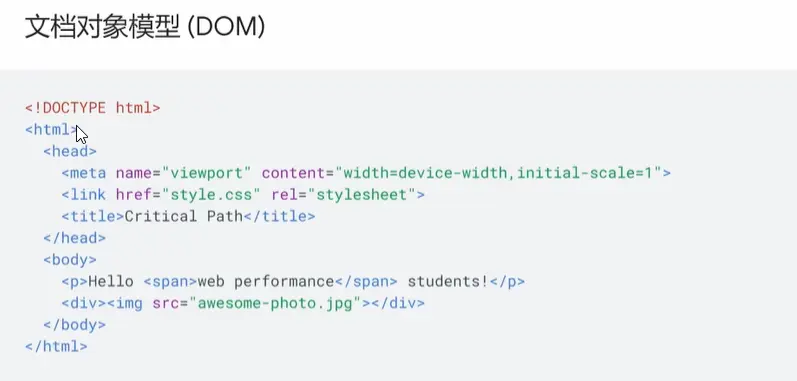 文档对象模型 (DOM)
<!DOCTYPE html>
<html>
  <head>
    <meta name="viewport" content="width=device-width,initial-scale=1">
    <link href="style.css" rel="stylesheet">
    <title>Critical Path</title>
  </head>
  <body>
    <p>Hello <span>web performance</span> students!</p>
    <div><img src="awesome-photo.jpg"></div>
  </body>
</html>